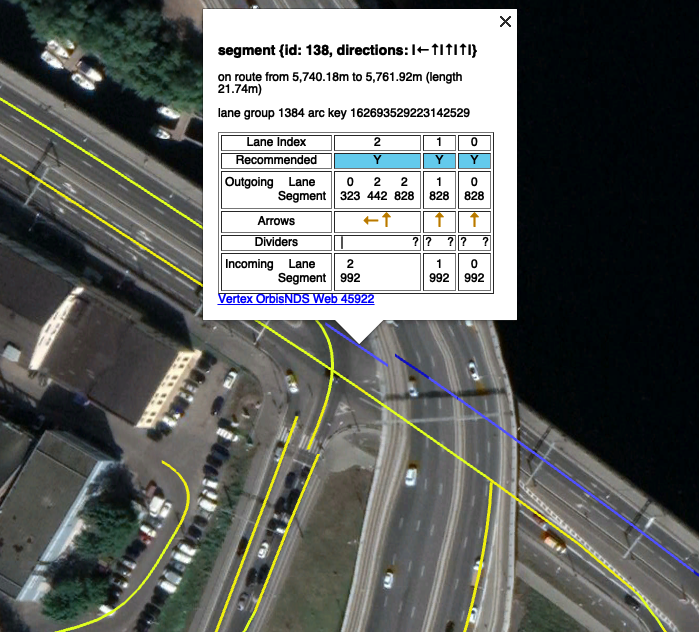 segment {id: 138, directions: |←↑|↑|↑|}
on route from 5,740.18m to 5,761.92m (length
21.74m)
lane group 1384 arc key 162693529223142529
Lane Index 2 1 0
Recommended Y Y Y
Outgoing Lane 0 2 2 1 0
Segment 323 442 828 828 828
Arrows ←↑ ↑ ↑
Dividers | ? ? ? ? ?
Incoming Lane 2 1 0
Segment 992 992 992
Vertex OrbisNDS Web 45922